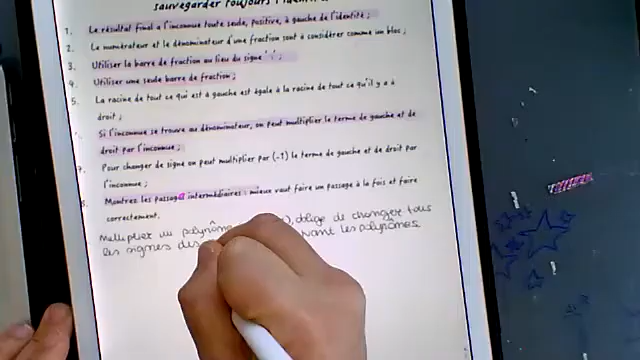 sauvegarder toujours l'identi
1. Le résultat final a l'inconnue toute seule, positive, à gauche de l'identité ;
2. Le numérateur et le dénominateur d'une fraction sont à considérer comme un bloc ;
3. Utiliser la barre de fraction au lieu du signe ' : ' ;
4. Utiliser une seule barre de fraction ;
5. La racine de tout ce qui est à gauche est égale à la racine de tout ce qu'il y a à
droit ;
Si l'inconnue se trouve au dénominateur, on peut multiplier le terme de gauche et de
droit par l'inconnue ;
7. Pour changer de signe on peut multiplier par (-1) le terme de gauche et de droit par
l'inconnue ;
8. Montrez les passage intermédiaires : mieux vaut faire un passage à la fois et faire
correctement.
Multiplier un polynôme ), oblige de changer tous
les signes des les polynômes.